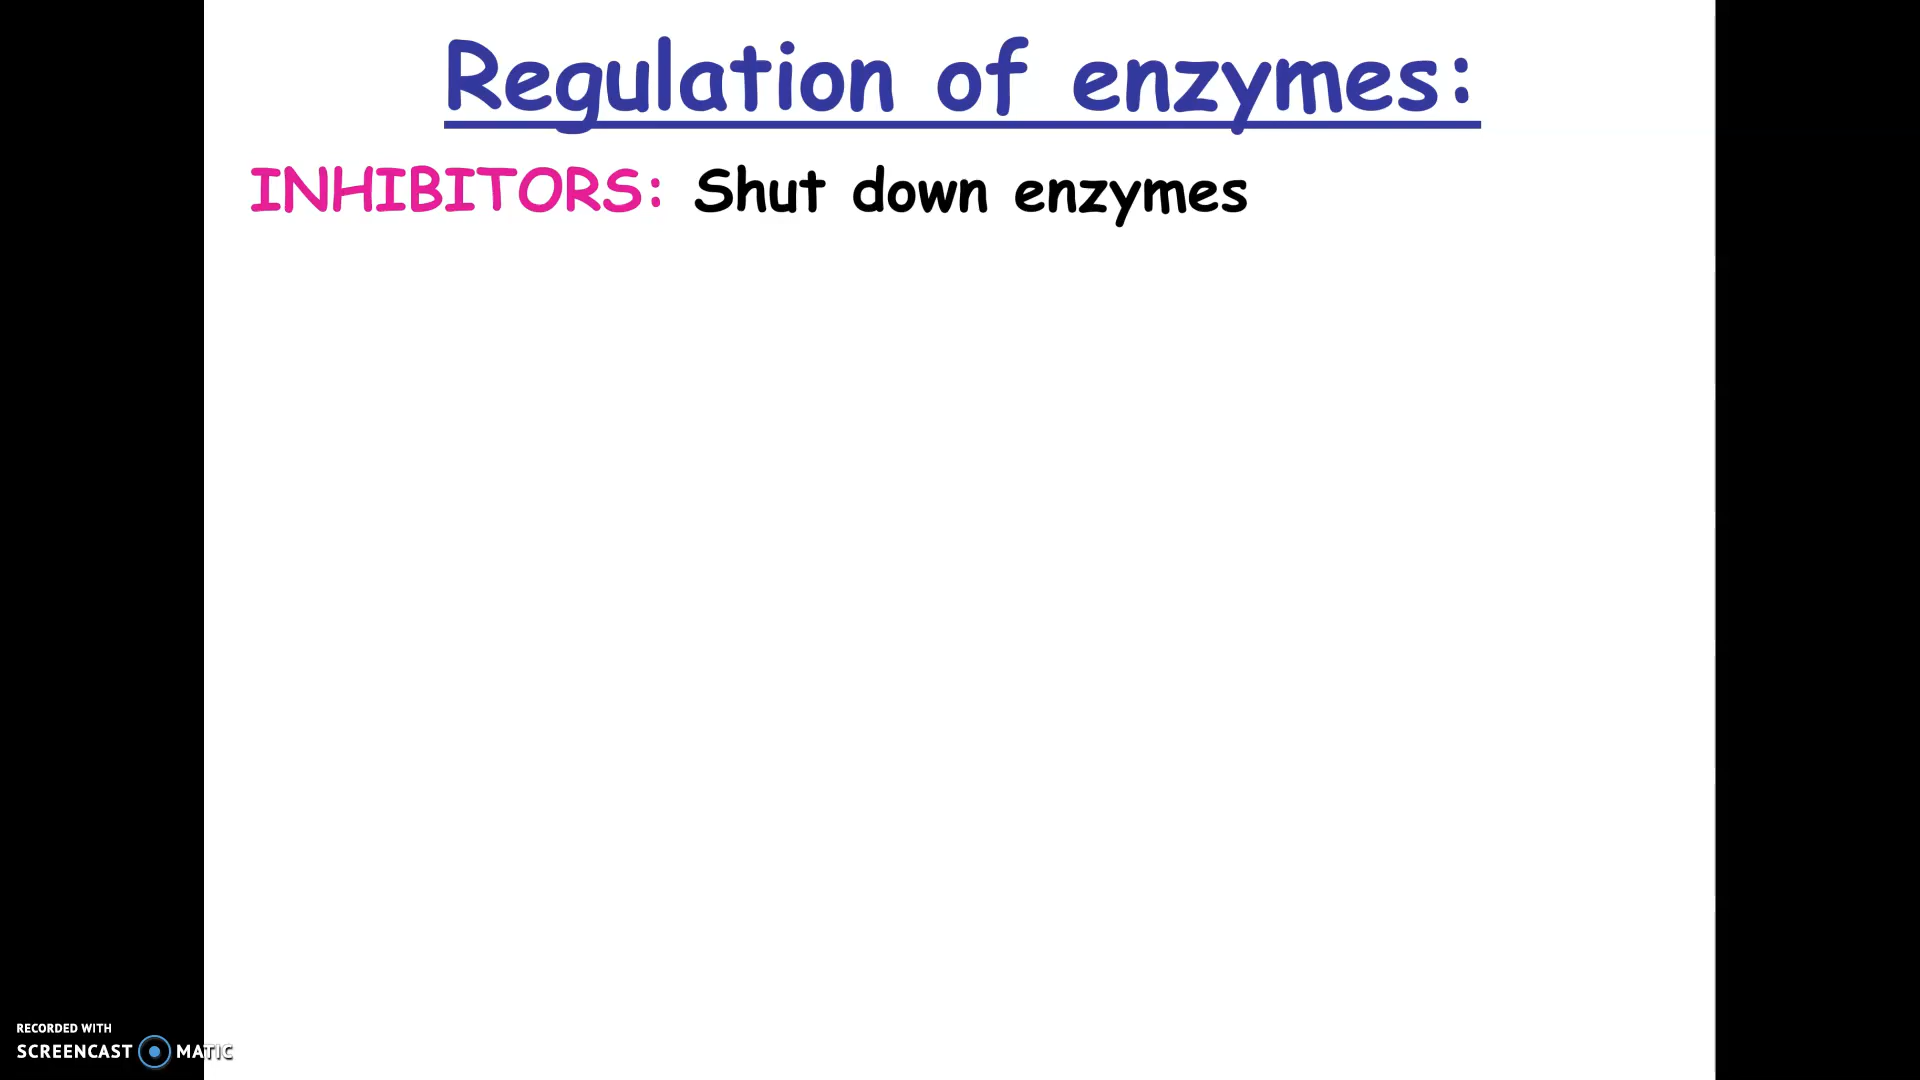 Regulation of enzymes:
INHIBITORS: Shut down enzymes
RECORDED WITH
SCREENCAST MATIC